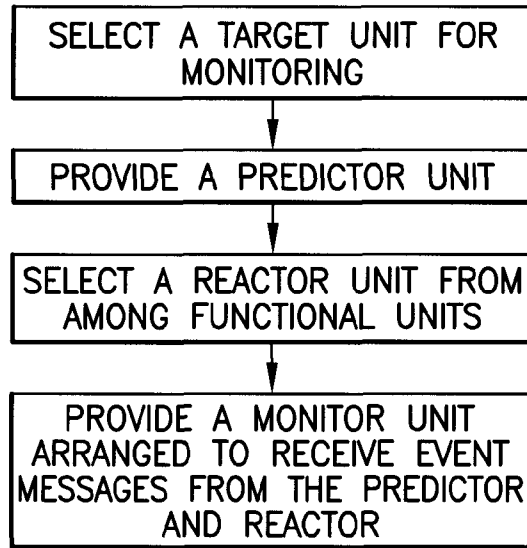 SELECT A TARGET UNIT FOR
MONITORING
PROVIDE A PREDICTOR UNIT
SELECT A REACTOR UNIT FROM
AMONG FUNCTIONAL UNITS
PROVIDE A MONITOR UNIT
ARRANGED TO RECEIVE EVENT
MESSAGES FROM THE PREDICTOR
AND REACTOR